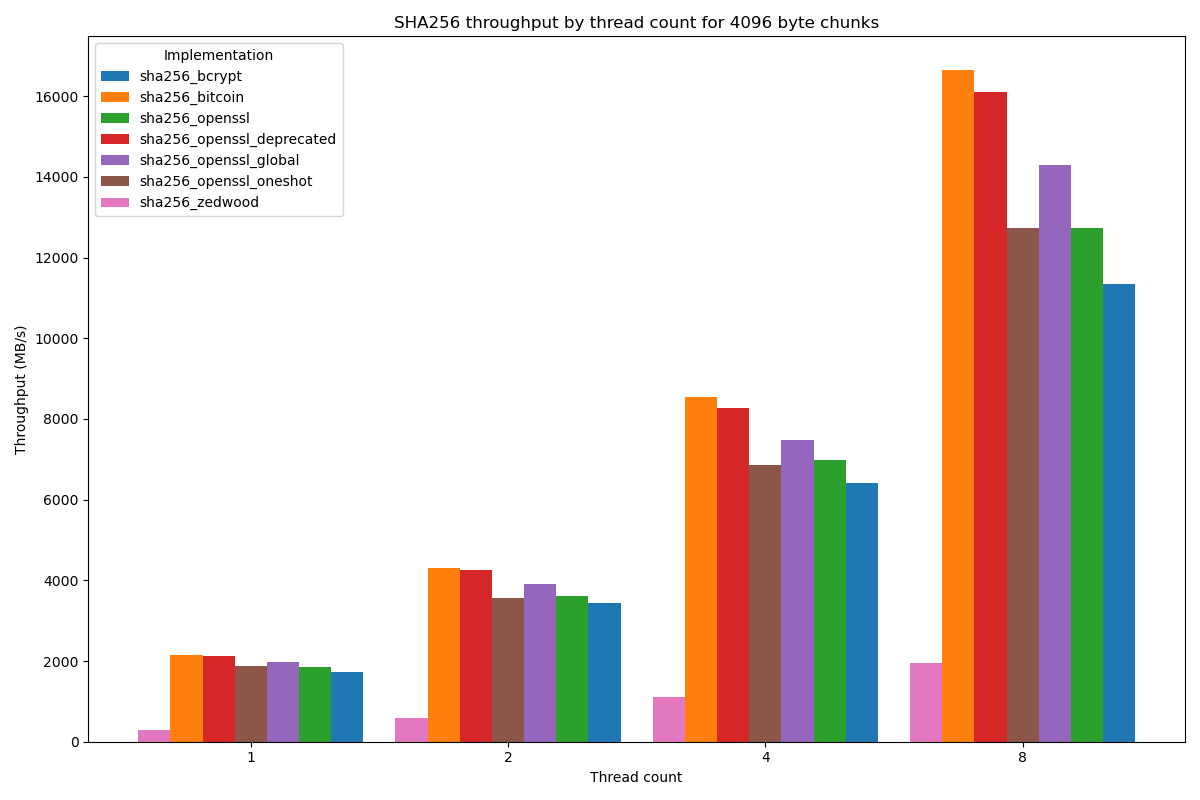 SHA256 throughput by thread count for 4096 byte chunks
Implementation
sha256_bcrypt
sha256_bitcoin
sha256_openssl
sha256_openssl_deprecated
sha256_openssl_global
sha256_openssl_oneshot
sha256_zedwood
Throughput (MB/s)
16000
14000
12000
10000
8000
6000
4000
2000
0
1 2 4 8
Thread count